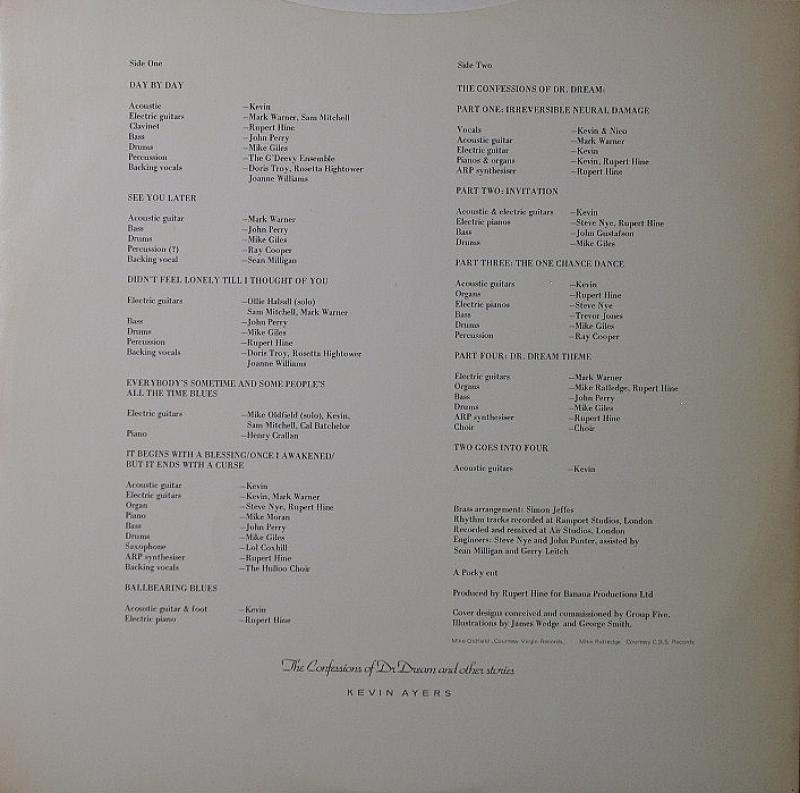 Side One
DAY BY DAY
Acoustic –Kevin
Electric guitars –Mark Warner, Sam Mitchell
Clavinet –Rupert Hine
Bass –John Perry
Drums –Mike Giles
Percussion –The G'Deevy Ensemble
Backing vocals –Doris Troy, Rosetta Hightower
Joanne Williams
SEE YOU LATER
Acoustic guitar –Mark Warner
Bass –John Perry
Drums –Mike Giles
Percussion (?) –Ray Cooper
Backing vocal –Sean Milligan
DIDN'T FEEL LONELY TILL I THOUGHT OF YOU
Electric guitars –Ollie Halsall (solo)
Sam Mitchell, Mark Warner
Bass –John Perry
Drums –Mike Giles
Percussion –Rupert Hine
Backing vocals –Doris Troy, Rosetta Hightower
Joanne Williams
EVERYBODY'S SOMETIME AND SOME PEOPLE'S
ALL THE TIME BLUES
Electric guitars –Mike Oldfield (solo), Kevin,
Sam Mitchell, Cal Batchelor
Piano –Henry Crallan
IT BEGINS WITH A BLESSING/ONCE I AWAKENED/
BUT IT ENDS WITH A CURSE
Acoustic guitar –Kevin
Electric guitars –Kevin, Mark Warner
Organ –Steve Nye, Rupert Hine
Piano –Mike Moran
Bass –John Perry
Drums –Mike Giles
Saxophone –Lol Coxhill
ARP synthesiser –Rupert Hine
Backing vocals –The Hulloo Choir
BALLBEARING BLUES
Acoustic guitar & foot –Kevin
Electric piano –Rupert Hine
Side Two
THE CONFESSIONS OF DR. DREAM:
PART ONE: IRREVERSIBLE NEURAL DAMAGE
Vocals –Kevin & Nico
Acoustic guitar –Mark Warner
Electric guitar –Kevin
Pianos & organs –Kevin, Rupert Hine
ARP synthesiser –Rupert Hine
PART TWO: INVITATION
Acoustic & electric guitars –Kevin
Electric pianos –Steve Nye, Rupert Hine
Bass –John Gustafson
Drums –Mike Giles
PART THREE: THE ONE CHANCE DANCE
Acoustic guitars –Kevin
Organs –Rupert Hine
Electric pianos –Steve Nye
Bass –Trevor Jones
Drums –Mike Giles
Percussion –Ray Cooper
PART FOUR: DR. DREAM THEME
Electric guitars –Mark Warner
Organs –Mike Ratledge, Rupert Hine
Bass –John Perry
Drums –Mike Giles
ARP synthesiser –Rupert Hine
Choir –Choir
TWO GOES INTO FOUR
Acoustic guitars –Kevin
Brass arrangement: Simon Jeffes
Rhythm tracks recorded at Ramport Studios, London
Recorded and remixed at Air Studios, London
Engineers: Steve Nye and John Punter, assisted by
Sean Milligan and Gerry Leitch
A Porky cut
Produced by Rupert Hine for Banana Productions Ltd
Cover designs conceived and commissioned by Group Five.
Illustrations by James Wedge and George Smith.
Mike Oldfield, Courtesy Virgin Records, Mike Ratledge Courtesy C.B.S. Records
The Confessions of Dr Dream and other stories
KEVIN AYERS